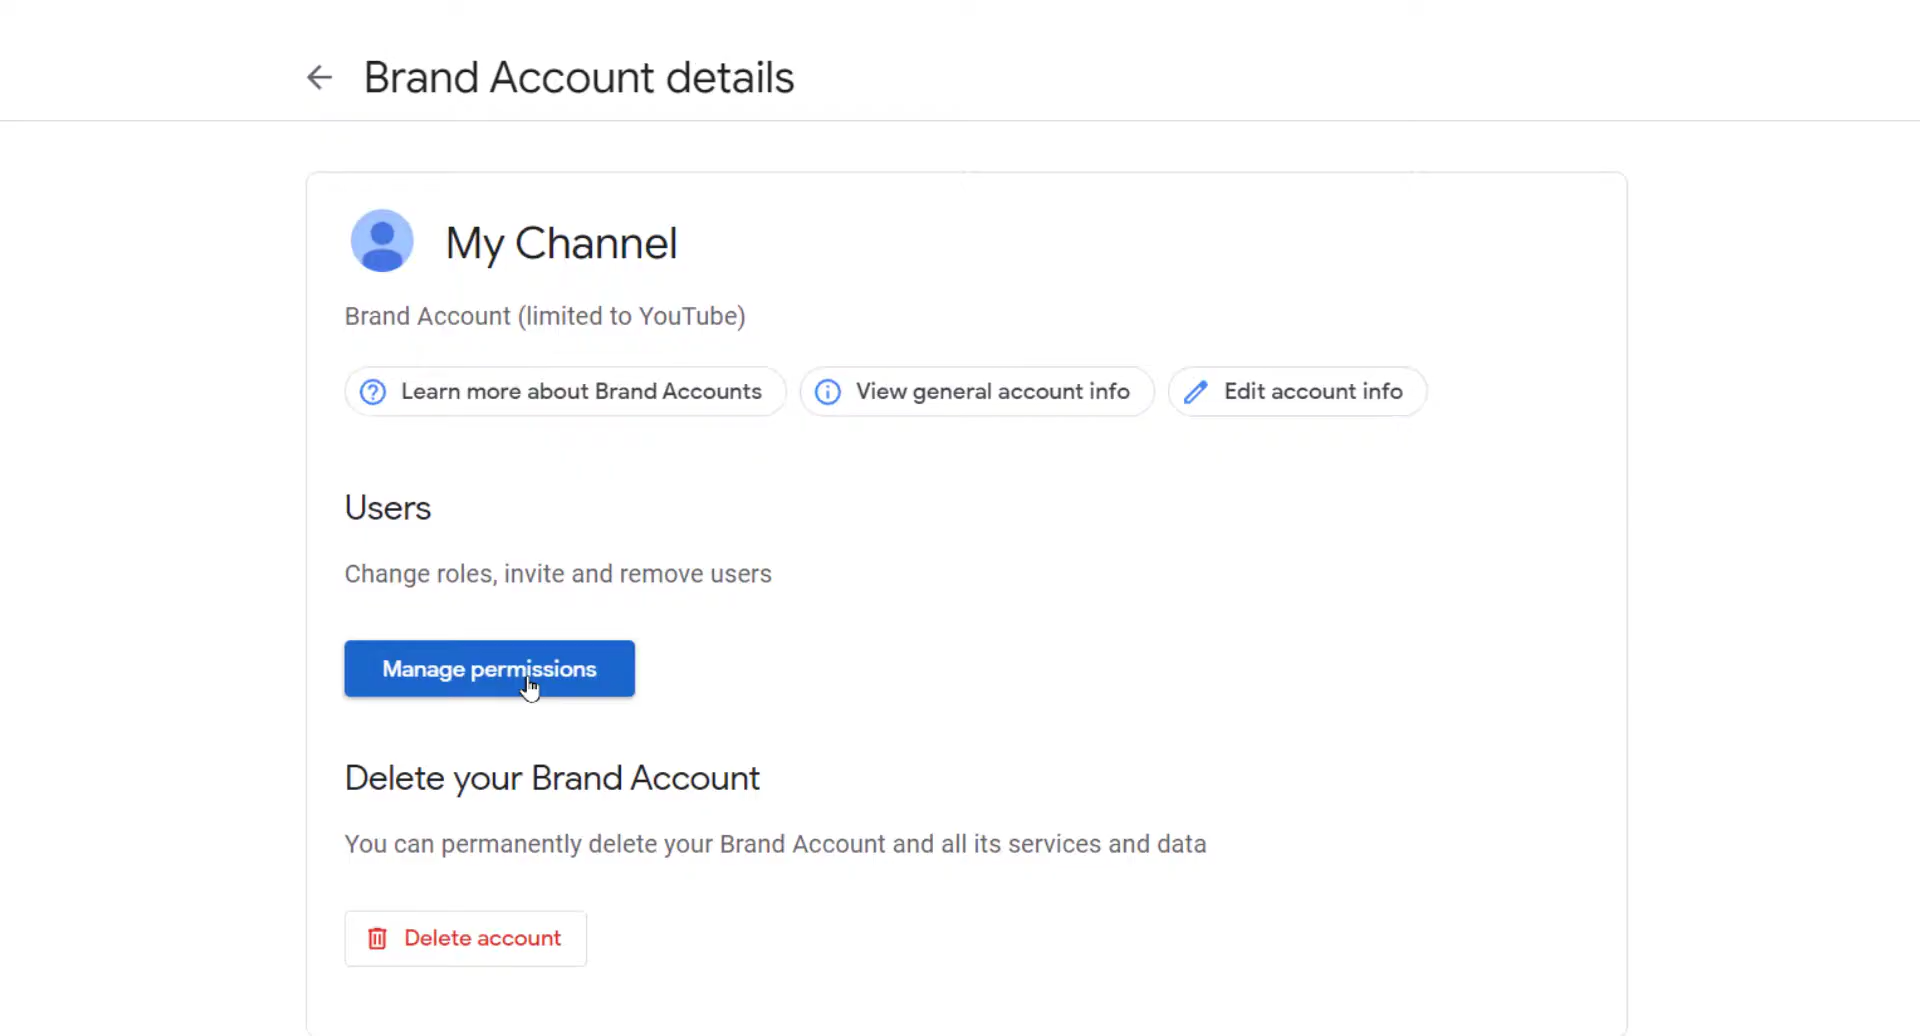 Brand Account details
My Channel
Brand Account (limited to YouTube)
Learn more about Brand Accounts
View general account info
Edit account info
Users
Change roles, invite and remove users
Manage permissions
Delete your Brand Account
You can permanently delete your Brand Account and all its services and data
Delete account